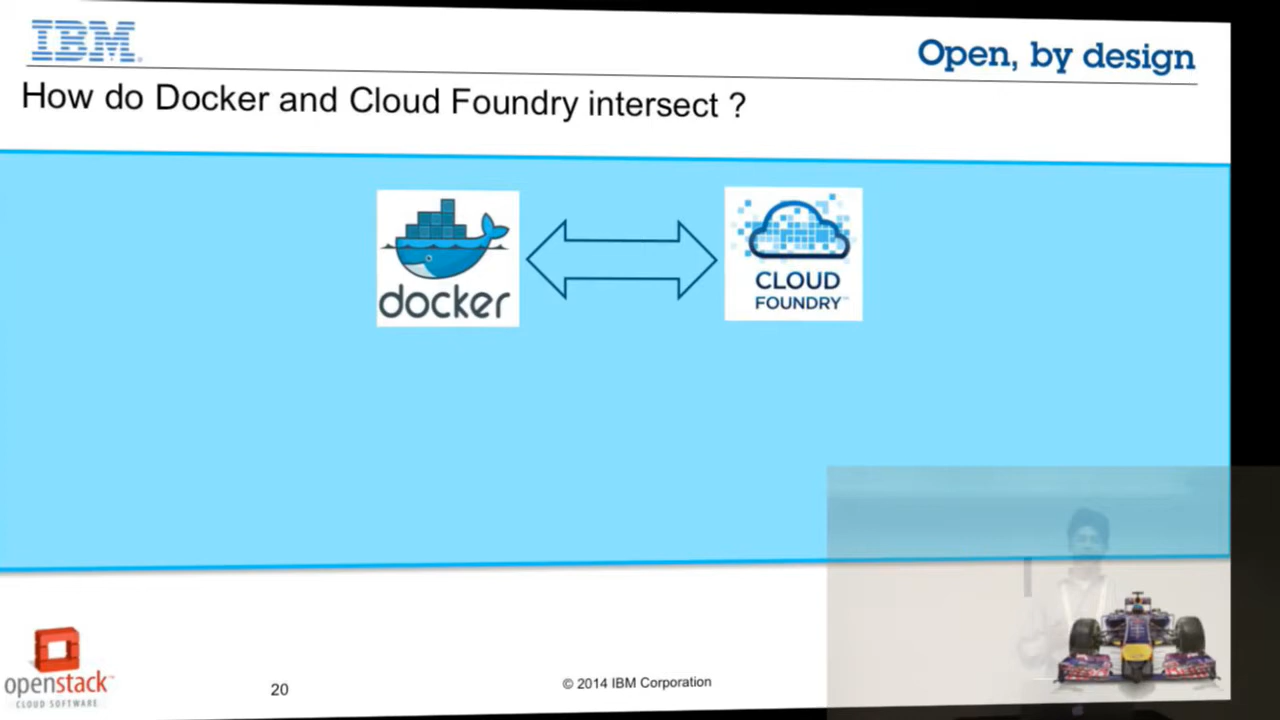 IBM
Open, by design
How do Docker and Cloud Foundry intersect ?
docker
CLOUD
FOUNDRY
openstack
CLOUD SOFTWARE
20
© 2014 IBM Corporation